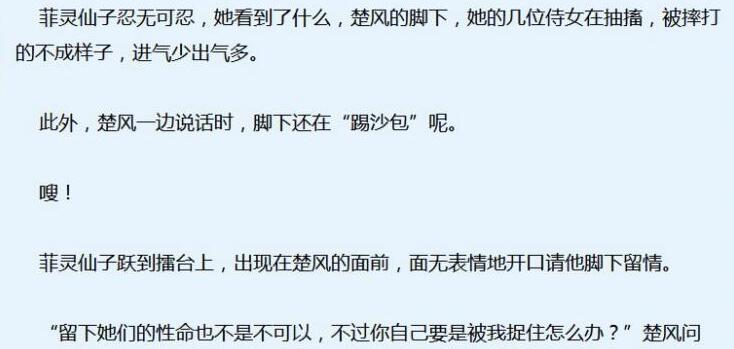 菲灵仙子忍无可忍，她看到了什么，楚风的脚下，她的几位侍女在抽搐，被摔打
的不成样子，进气少出气多。
此外，楚风一边说话时，脚下还在“踢沙包”呢。
嗖！
菲灵仙子跃到擂台上，出现在楚风的面前，面无表情地开口请他脚下留情。
“留下她们的性命也不是不可以，不过你自己要是被我捉住怎么办？”楚风问